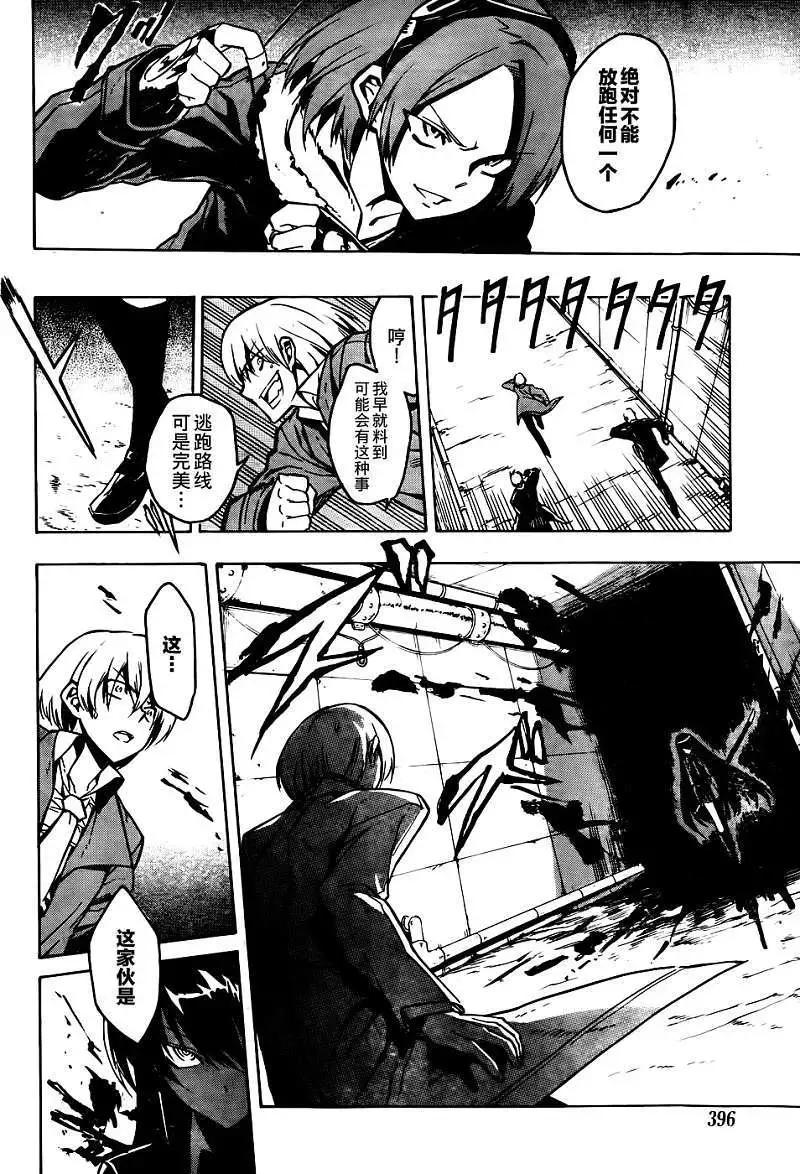 绝对不能
放跑任何一个
タタタタタタタ
哼！
我早就料到
可能会有这种事
逃跑路线
可是完美…
这…
这家伙是
396